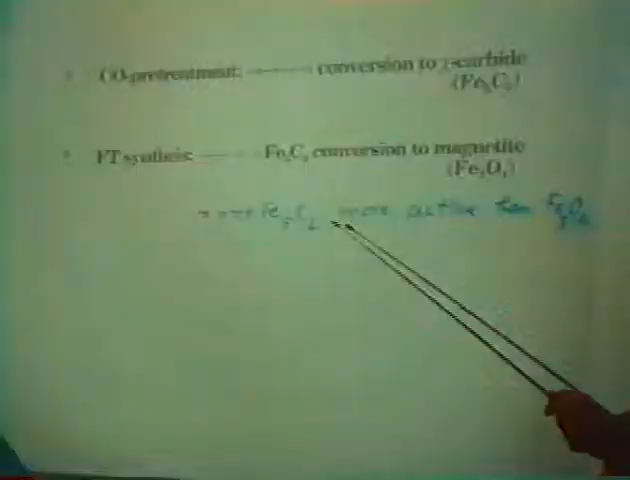 CO-pretreatment: -------- conversion to χ-carbide
(Fe5C2)
FT synthesis: ------- Fe5C2 conversion to magnetite
(Fe3O4)
Fe5C2 more active than Fe3O4